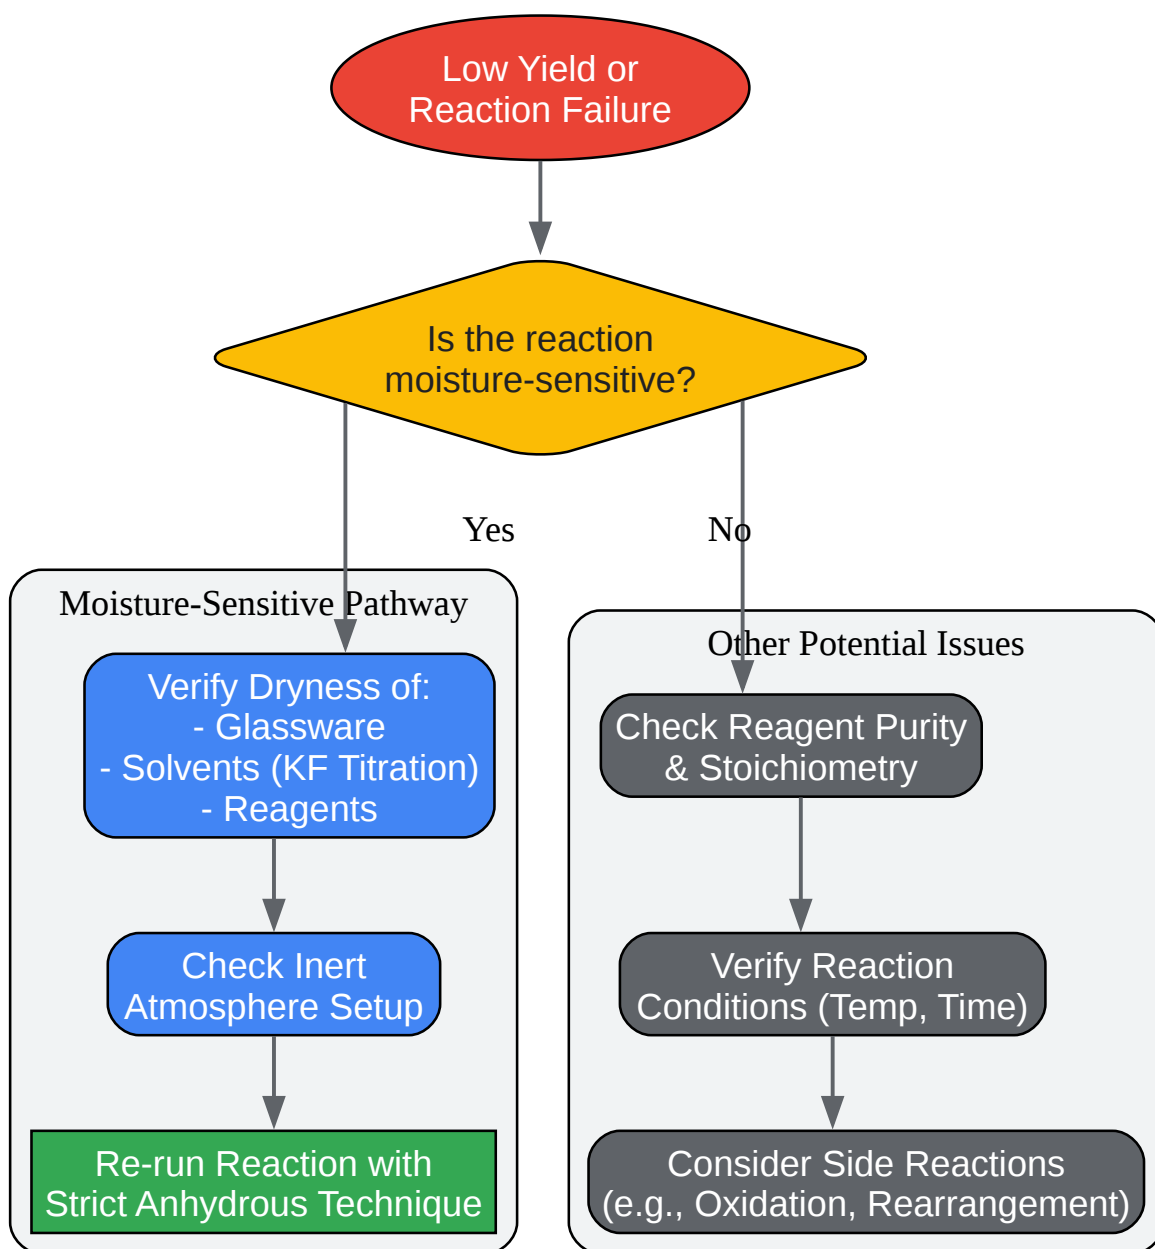 Low Yield or
Reaction Failure
Is the reaction
moisture-sensitive?
Yes
No
Moisture-Sensitive Pathway
Verify Dryness of:
- Glassware
- Solvents (KF Titration)
- Reagents
Check Inert
Atmosphere Setup
Re-run Reaction with
Strict Anhydrous Technique
Other Potential Issues
Check Reagent Purity
& Stoichiometry
Verify Reaction
Conditions (Temp, Time)
Consider Side Reactions
(e.g., Oxidation, Rearrangement)